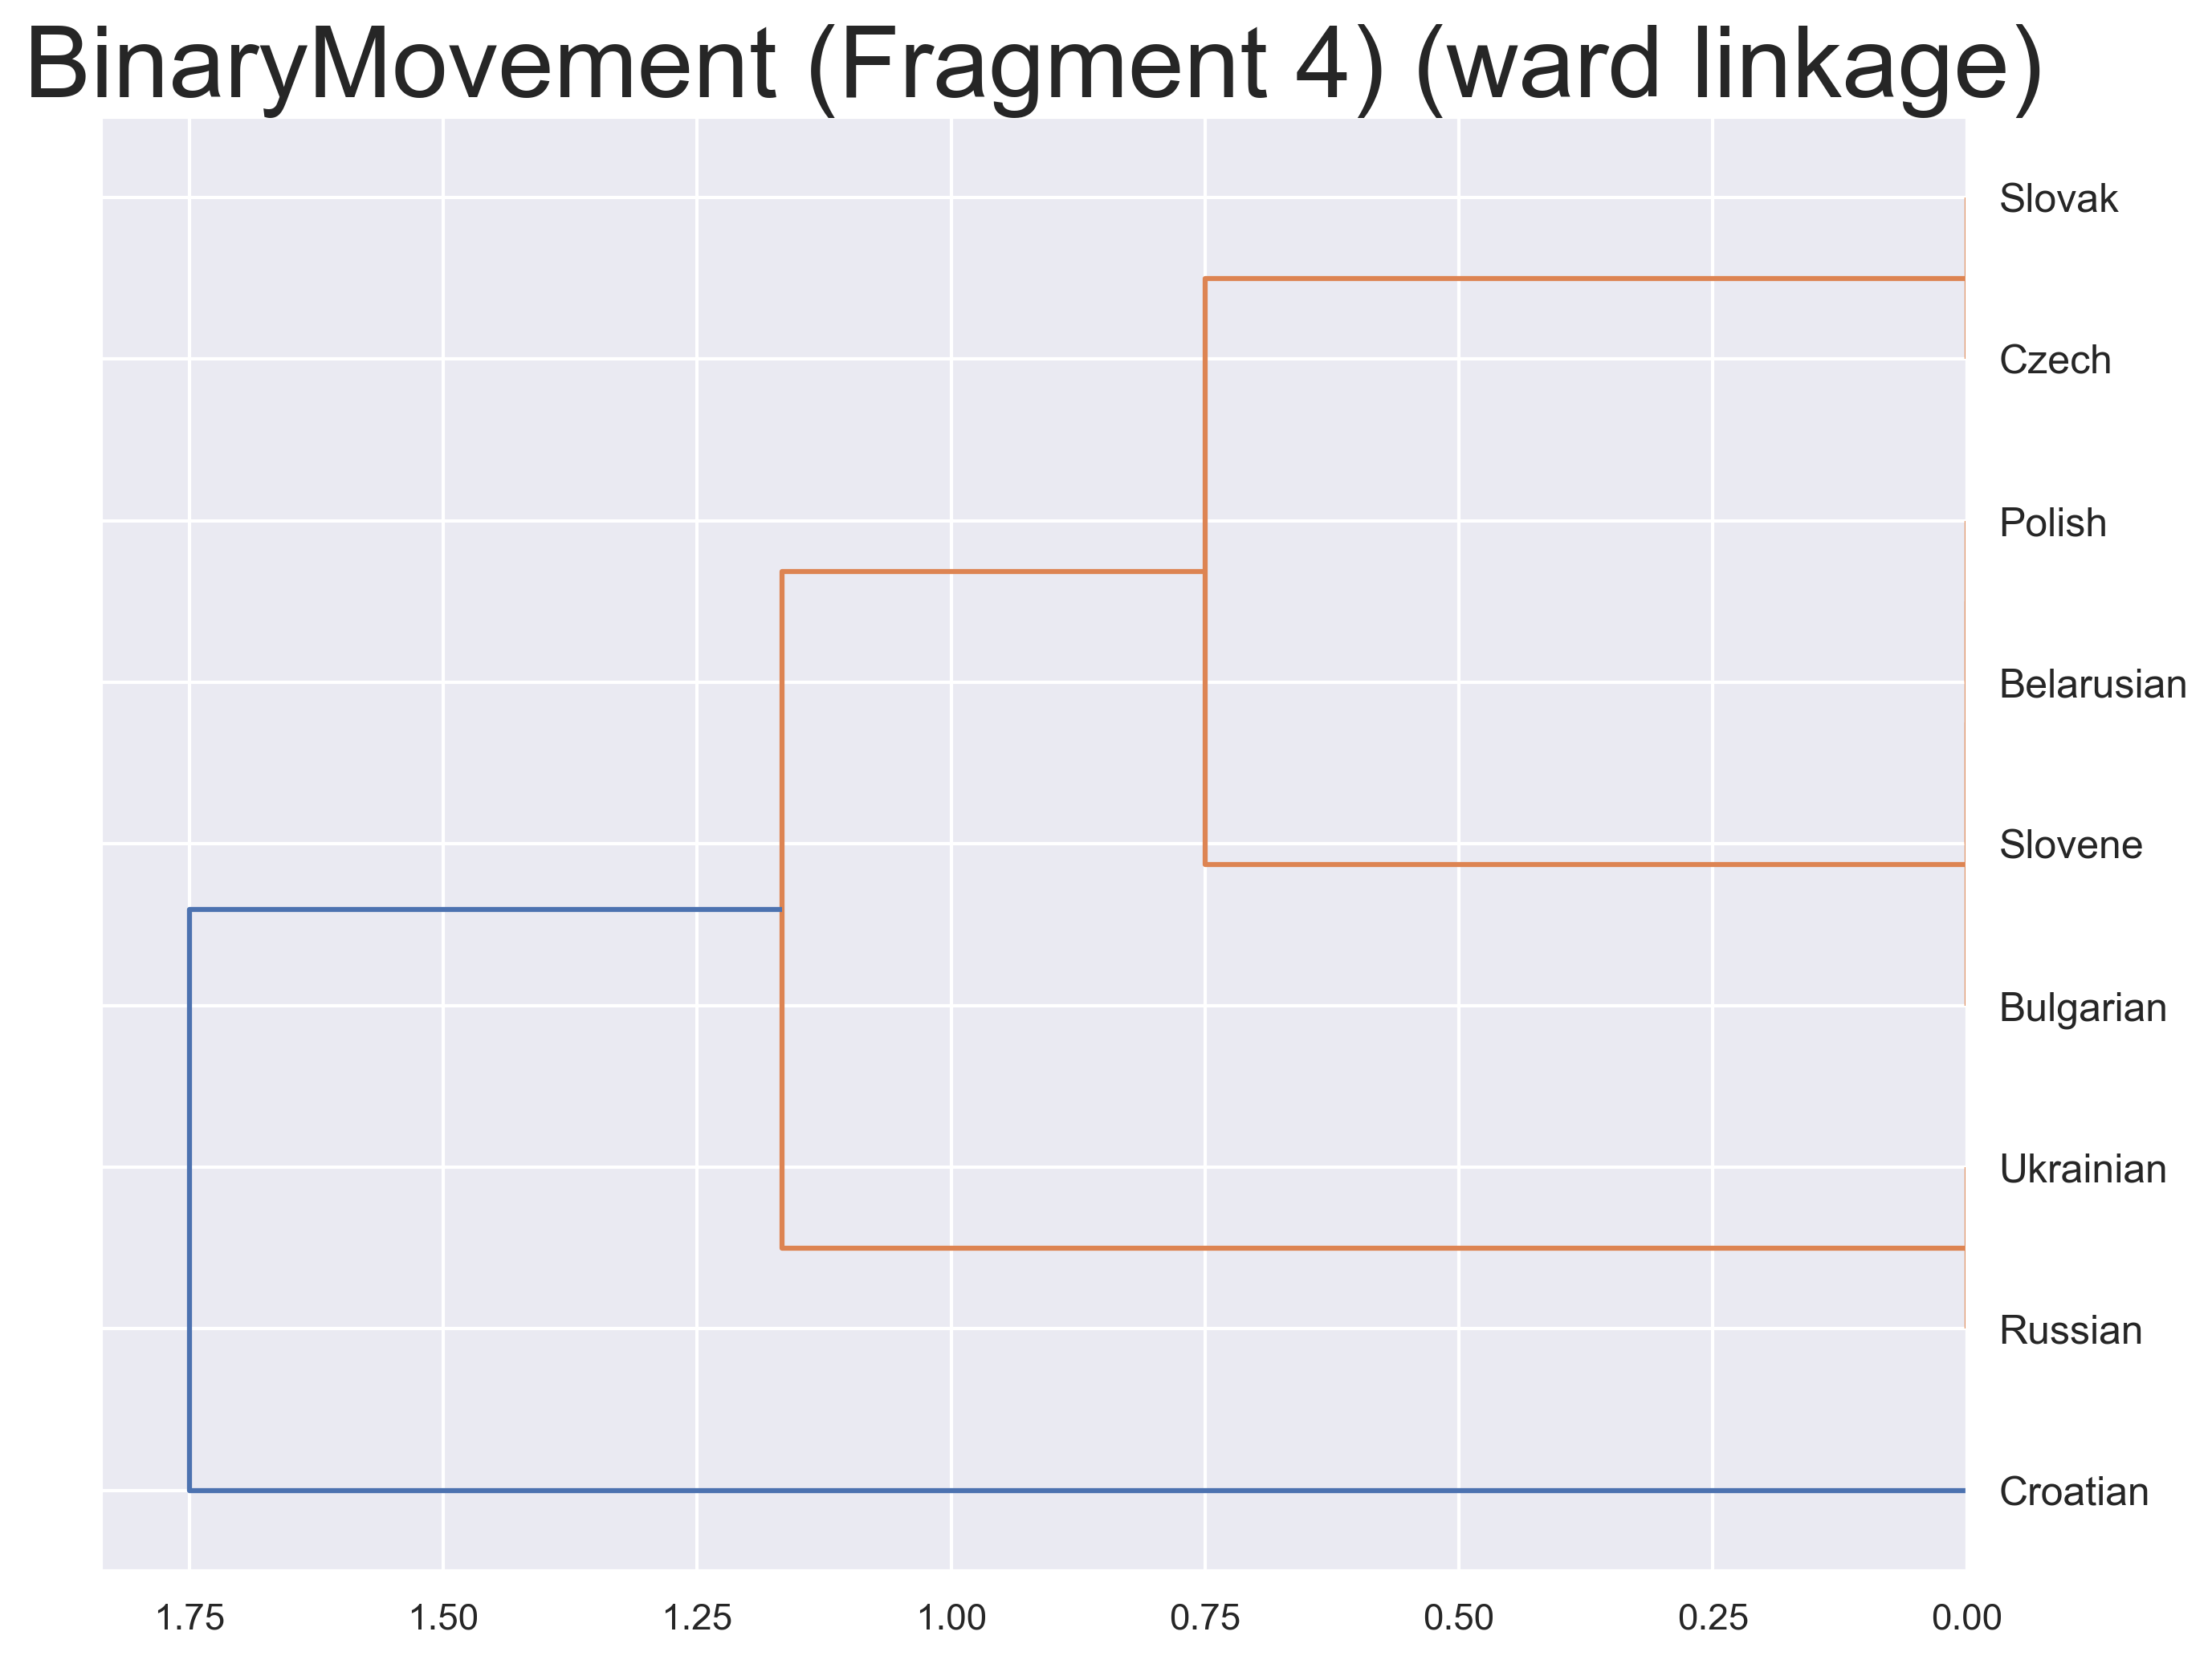 BinaryMovement (Fragment 4) (ward linkage)
Slovak
Czech
Polish
Belarusian
Slovene
Bulgarian
Ukrainian
Russian
Croatian
1.75 1.50 1.25 1.00 0.75 0.50 0.25 0.00